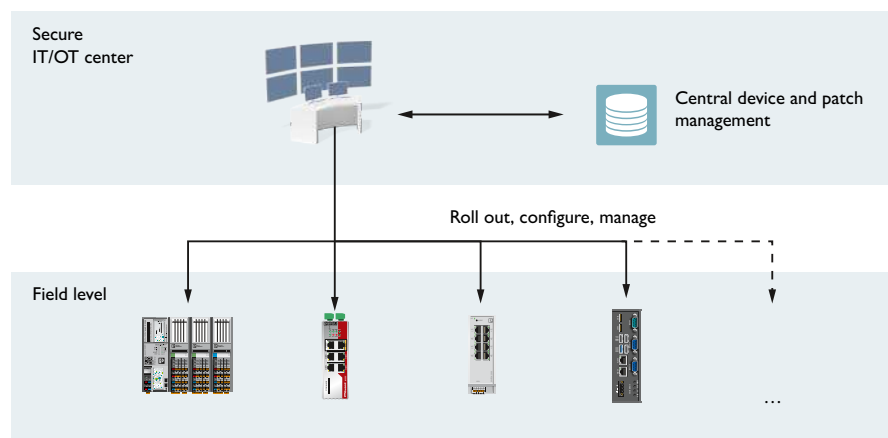 Secure
IT/OT center
Central device and patch
management
Roll out, configure, manage
Field level
...